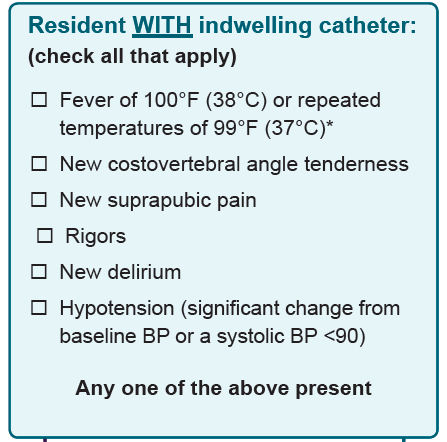 Resident WITH indwelling catheter:
(check all that apply)
☐ Fever of 100°F (38°C) or repeated
temperatures of 99°F (37°C)*
☐ New costovertebral angle tenderness
☐ New suprapubic pain
☐ Rigors
☐ New delirium
☐ Hypotension (significant change from
baseline BP or a systolic BP <90)
Any one of the above present